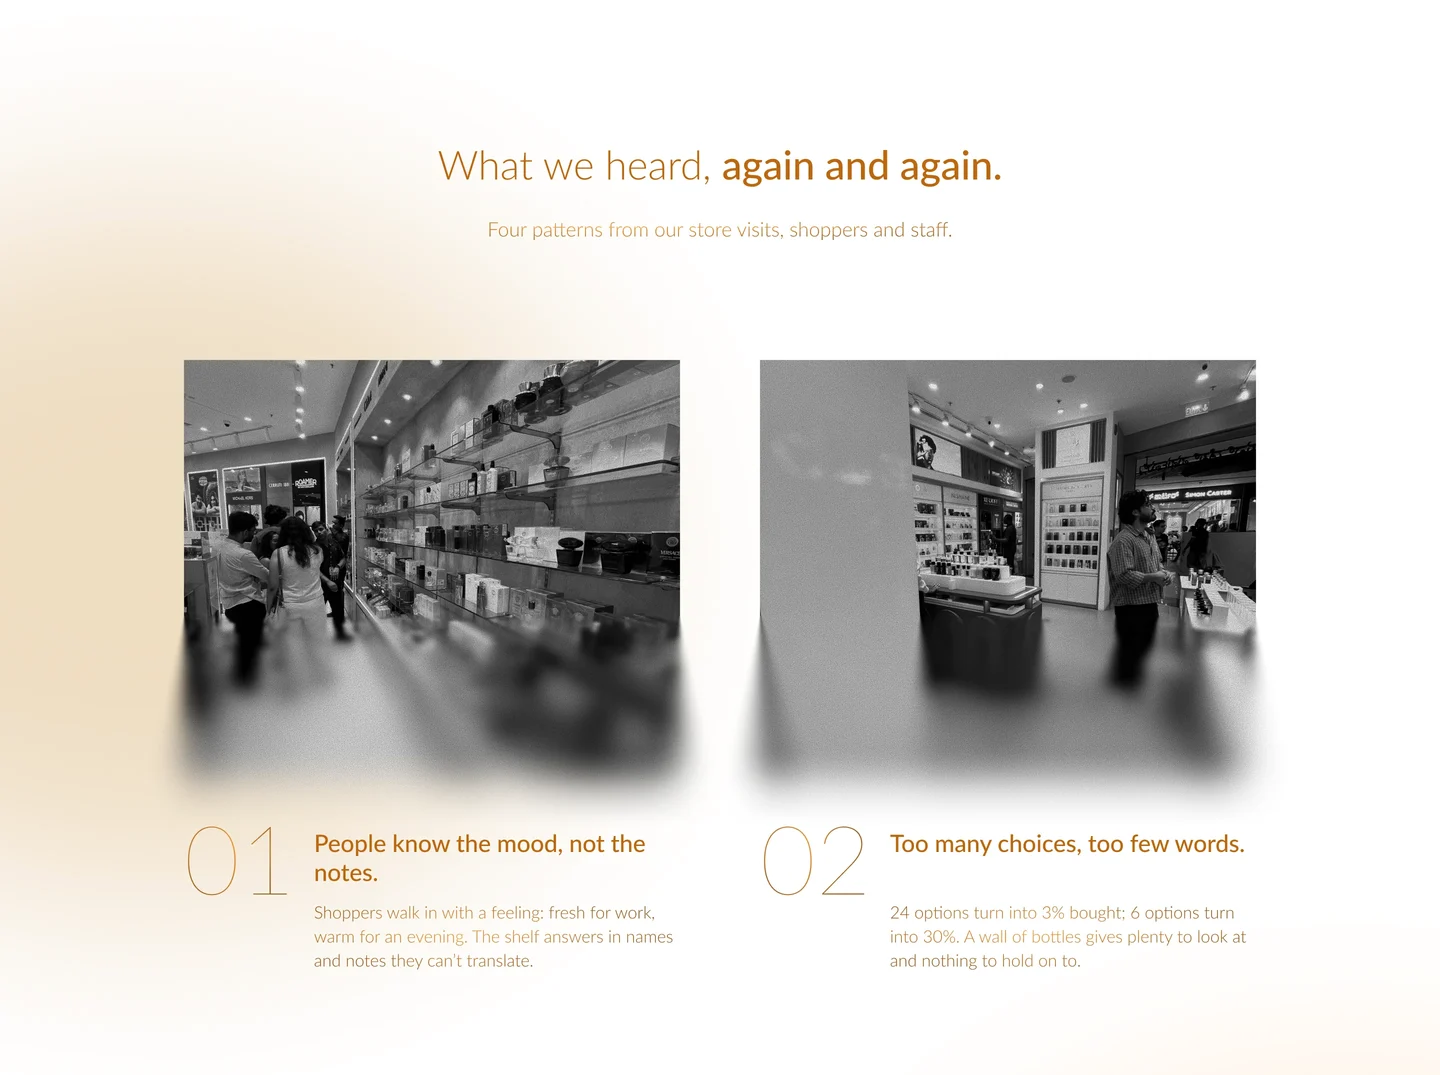 What we heard, again and again.
Four patterns from our store visits, shoppers and staff.
ROAMER
SIMON CARTER
01
People know the mood, not the
notes.
Shoppers walk in with a feeling: fresh for work,
warm for an evening. The shelf answers in names
and notes they can’t translate.
02
Too many choices, too few words.
24 options turn into 3% bought; 6 options turn
into 30%. A wall of bottles gives plenty to look at
and nothing to hold on to.